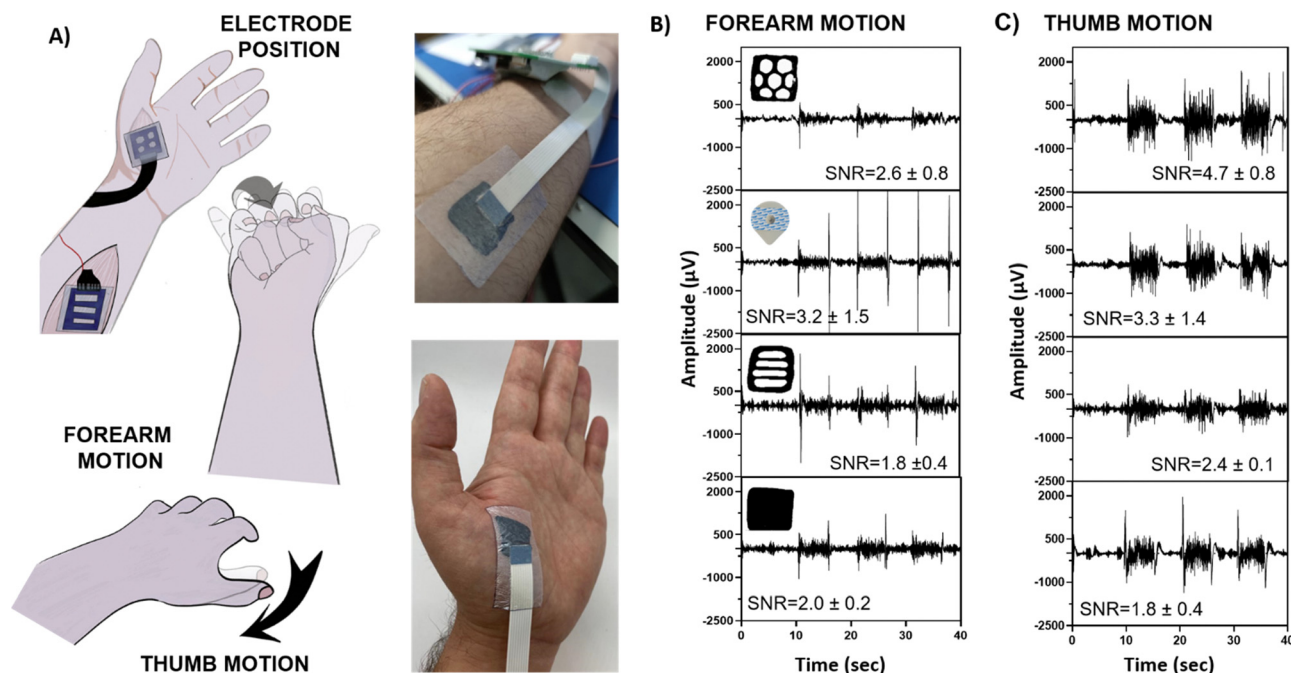 A)
ELECTRODE
POSITION
FOREARM
MOTION
THUMB MOTION
B)
FOREARM MOTION
Amplitude (µV)
2000
500
-1000
-2500
SNR=2.6 ± 0.8
2000
500
-1000
-2500
SNR=3.2 ± 1.5
2000
500
-1000
-2500
SNR=1.8 ±0.4
2000
500
-1000
-2500
SNR=2.0 ± 0.2
0
10
20
30
40
Time (sec)
C)
THUMB MOTION
Amplitude (µV)
2000
500
-1000
-2500
SNR=4.7 ± 0.8
2000
500
-1000
-2500
SNR=3.3 ± 1.4
2000
500
-1000
-2500
SNR=2.4 ± 0.1
2000
500
-1000
-2500
SNR=1.8 ± 0.4
0
10
20
30
40
Time (sec)